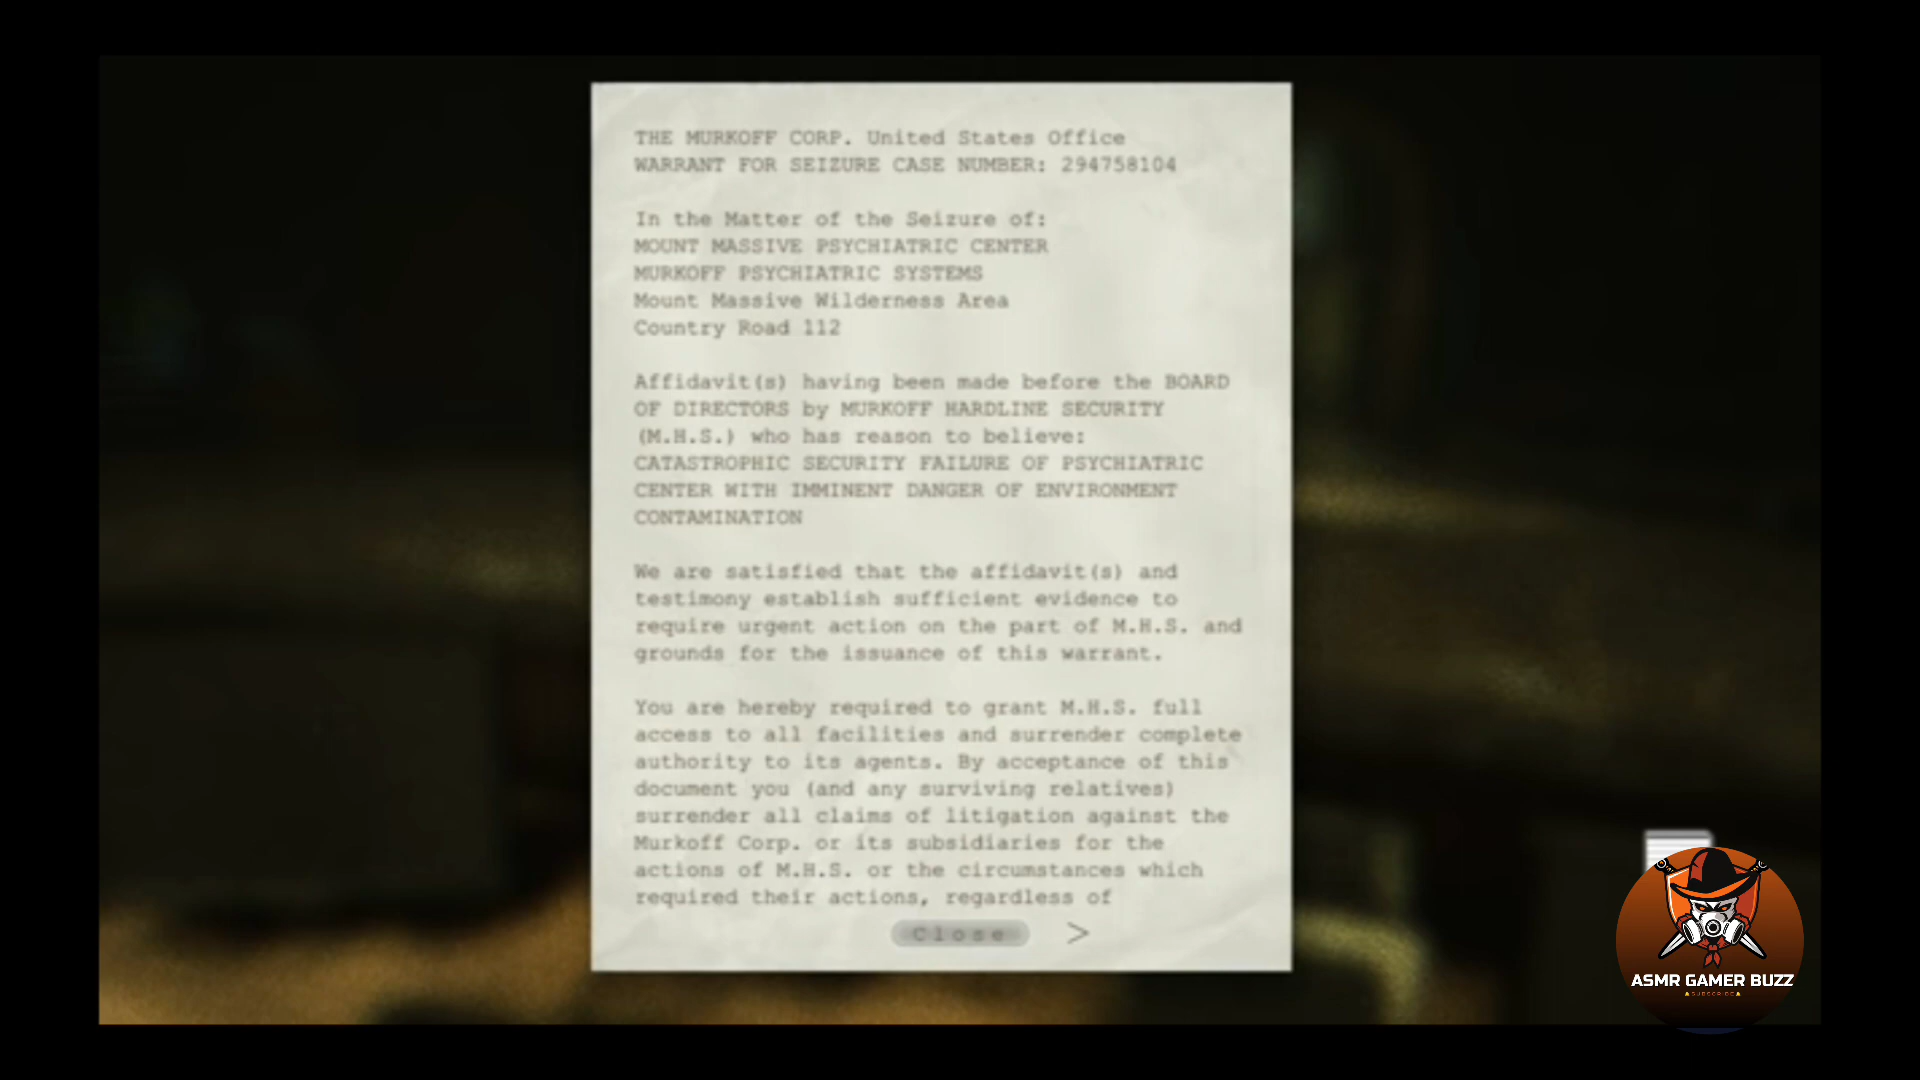 THE MURKOFF CORP. United States Office
WARRANT FOR SEIZURE CASE NUMBER: 294758104
In the Matter of the Seizure of:
MOUNT MASSIVE PSYCHIATRIC CENTER
MURKOFF PSYCHIATRIC SYSTEMS
Mount Massive Wilderness Area
Country Road 112
Affidavit(s) having been made before the BOARD
OF DIRECTORS by MURKOFF HARDLINE SECURITY
(M.H.S.) who has reason to believe:
CATASTROPHIC SECURITY FAILURE OF PSYCHIATRIC
CENTER WITH IMMINENT DANGER OF ENVIRONMENT
CONTAMINATION
We are satisfied that the affidavit(s) and
testimony establish sufficient evidence to
require urgent action on the part of M.H.S. and
grounds for the issuance of this warrant.
You are hereby required to grant M.H.S. full
access to all facilities and surrender complete
authority to its agents. By acceptance of this
document you (and any surviving relatives)
surrender all claims of litigation against the
Murkoff Corp. or its subsidiaries for the
actions of M.H.S. or the circumstances which
required their actions, regardless of
Close >
ASMR GAMER BUZZ
SUBSCRIBE